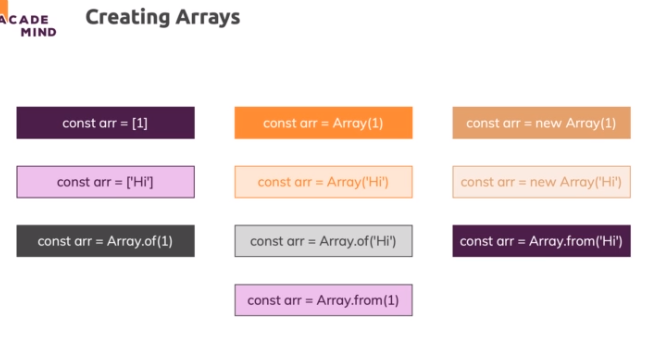 ACADE
MIND
Creating Arrays
const arr = [1]
const arr = Array(1)
const arr = new Array(1)
const arr = ['Hi']
const arr = Array('Hi')
const arr = new Array('Hi')
const arr = Array.of(1)
const arr = Array.of('Hi')
const arr = Array.from('Hi')
const arr = Array.from(1)